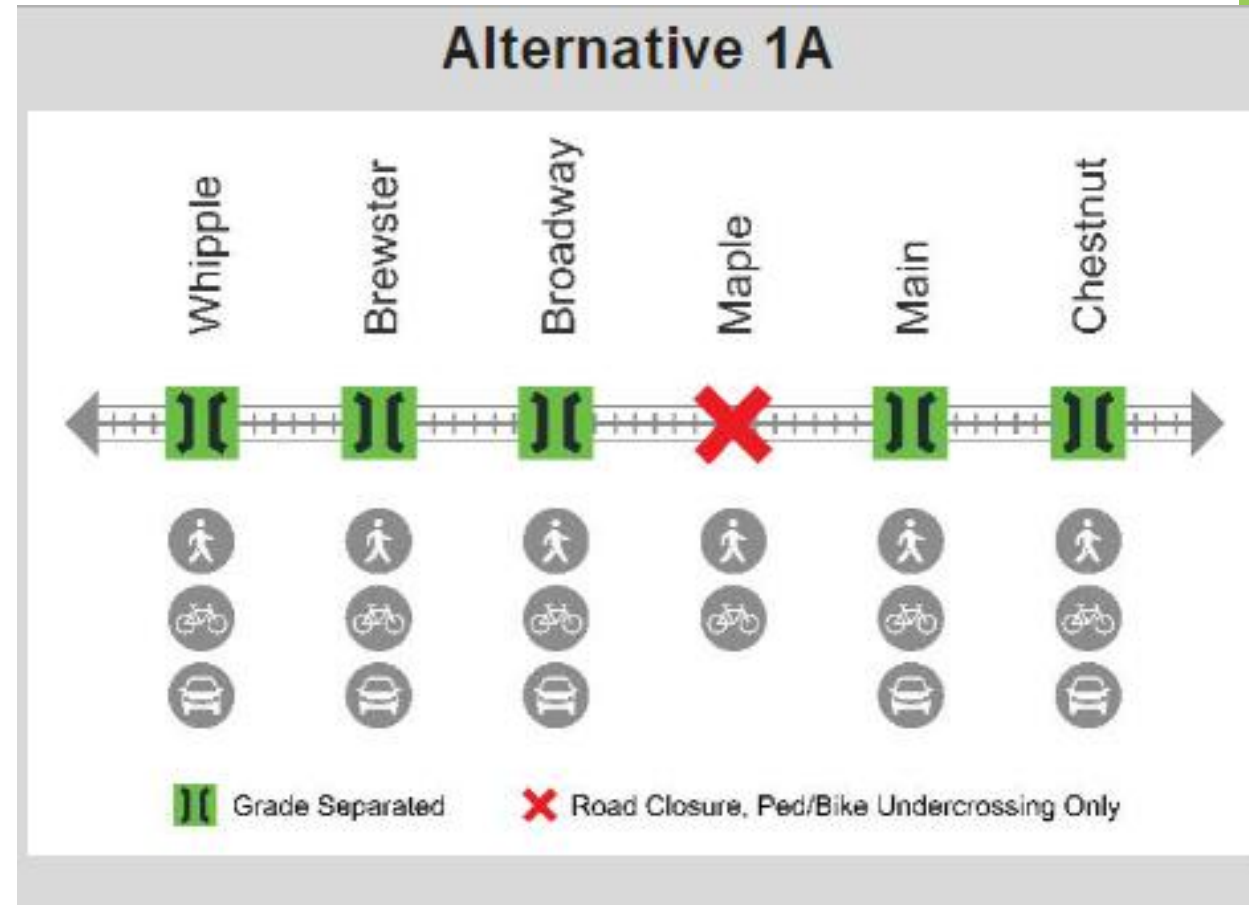 Alternative 1A
Whipple
Brewster
Broadway
Maple
Main
Chestnut
Grade Separated
Road Closure, Ped/Bike Undercrossing Only